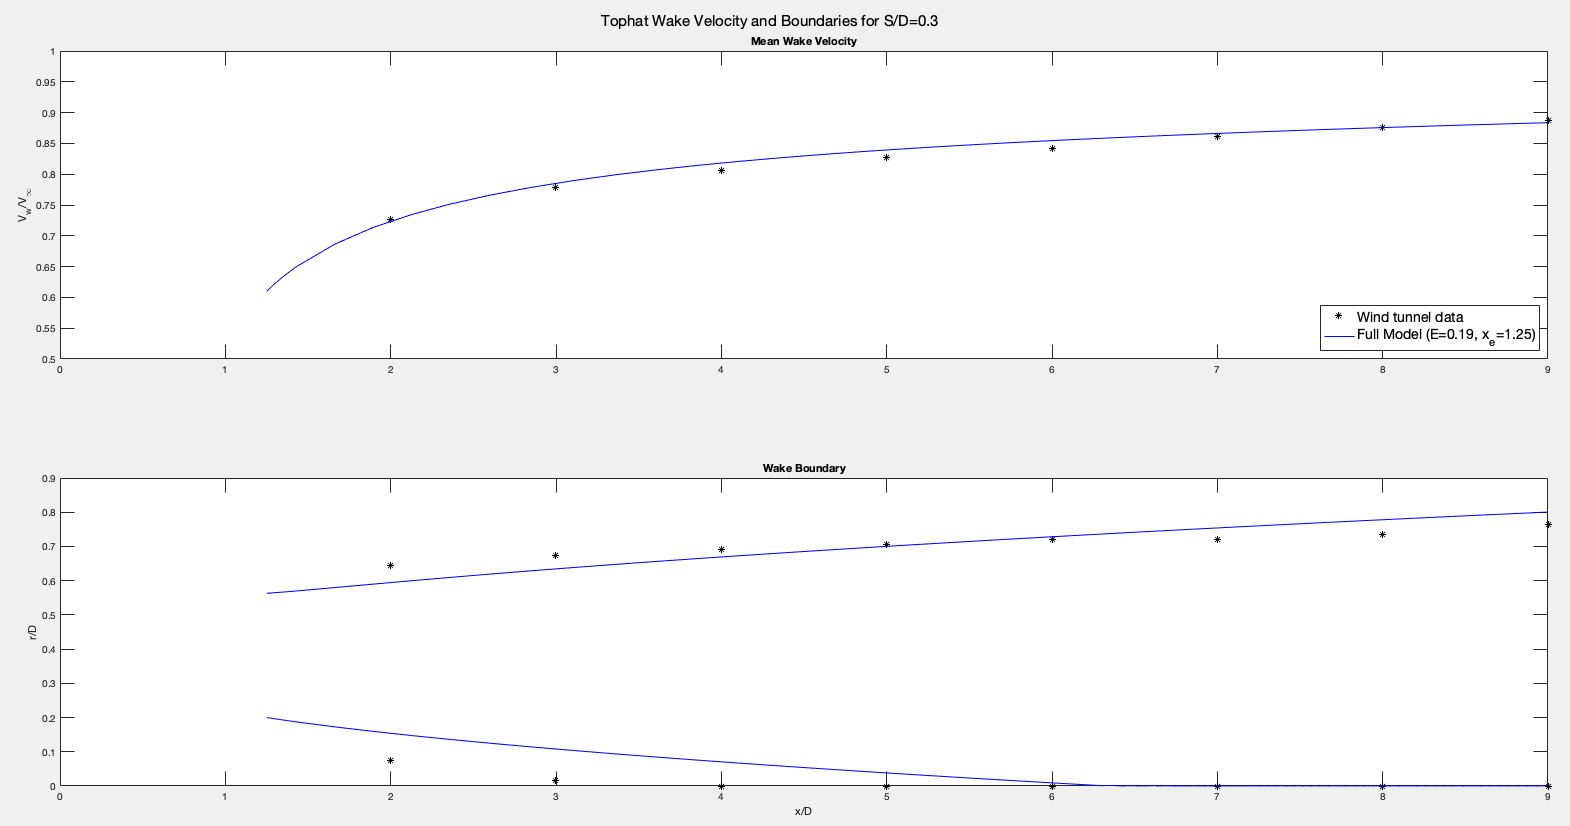 Tophat Wake Velocity and Boundaries for S/D=0.3
Mean Wake Velocity
1
0.95
0.9
0.85
0.8
0.75
0.7
0.65
0.6
0.55
0.5
V_w/V_∞
0 1 2 3 4 5 6 7 8 9
Wind tunnel data
Full Model (E=0.19, x_e=1.25)
Wake Boundary
0.9
0.8
0.7
0.6
0.5
0.4
0.3
0.2
0.1
0
r/D
0 1 2 3 4 5 6 7 8 9
x/D